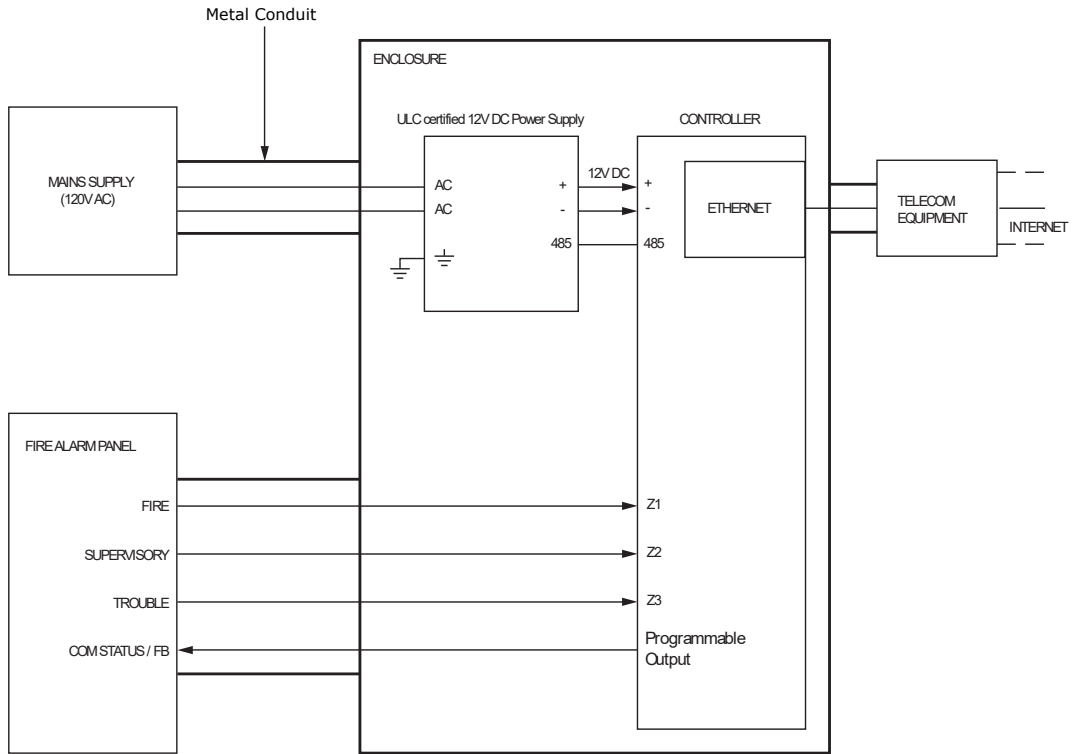 Metal Conduit
ENCLOSURE
ULC certified 12V DC Power Supply
CONTROLLER
MAINS SUPPLY
(120V AC)
AC
AC
+
-
485
12V DC
+
-
485
ETHERNET
TELECOM
EQUIPMENT
INTERNET
FIRE ALARM PANEL
FIRE
Z1
SUPERVISORY
Z2
TROUBLE
Z3
COM STATUS / FB
Programmable
Output